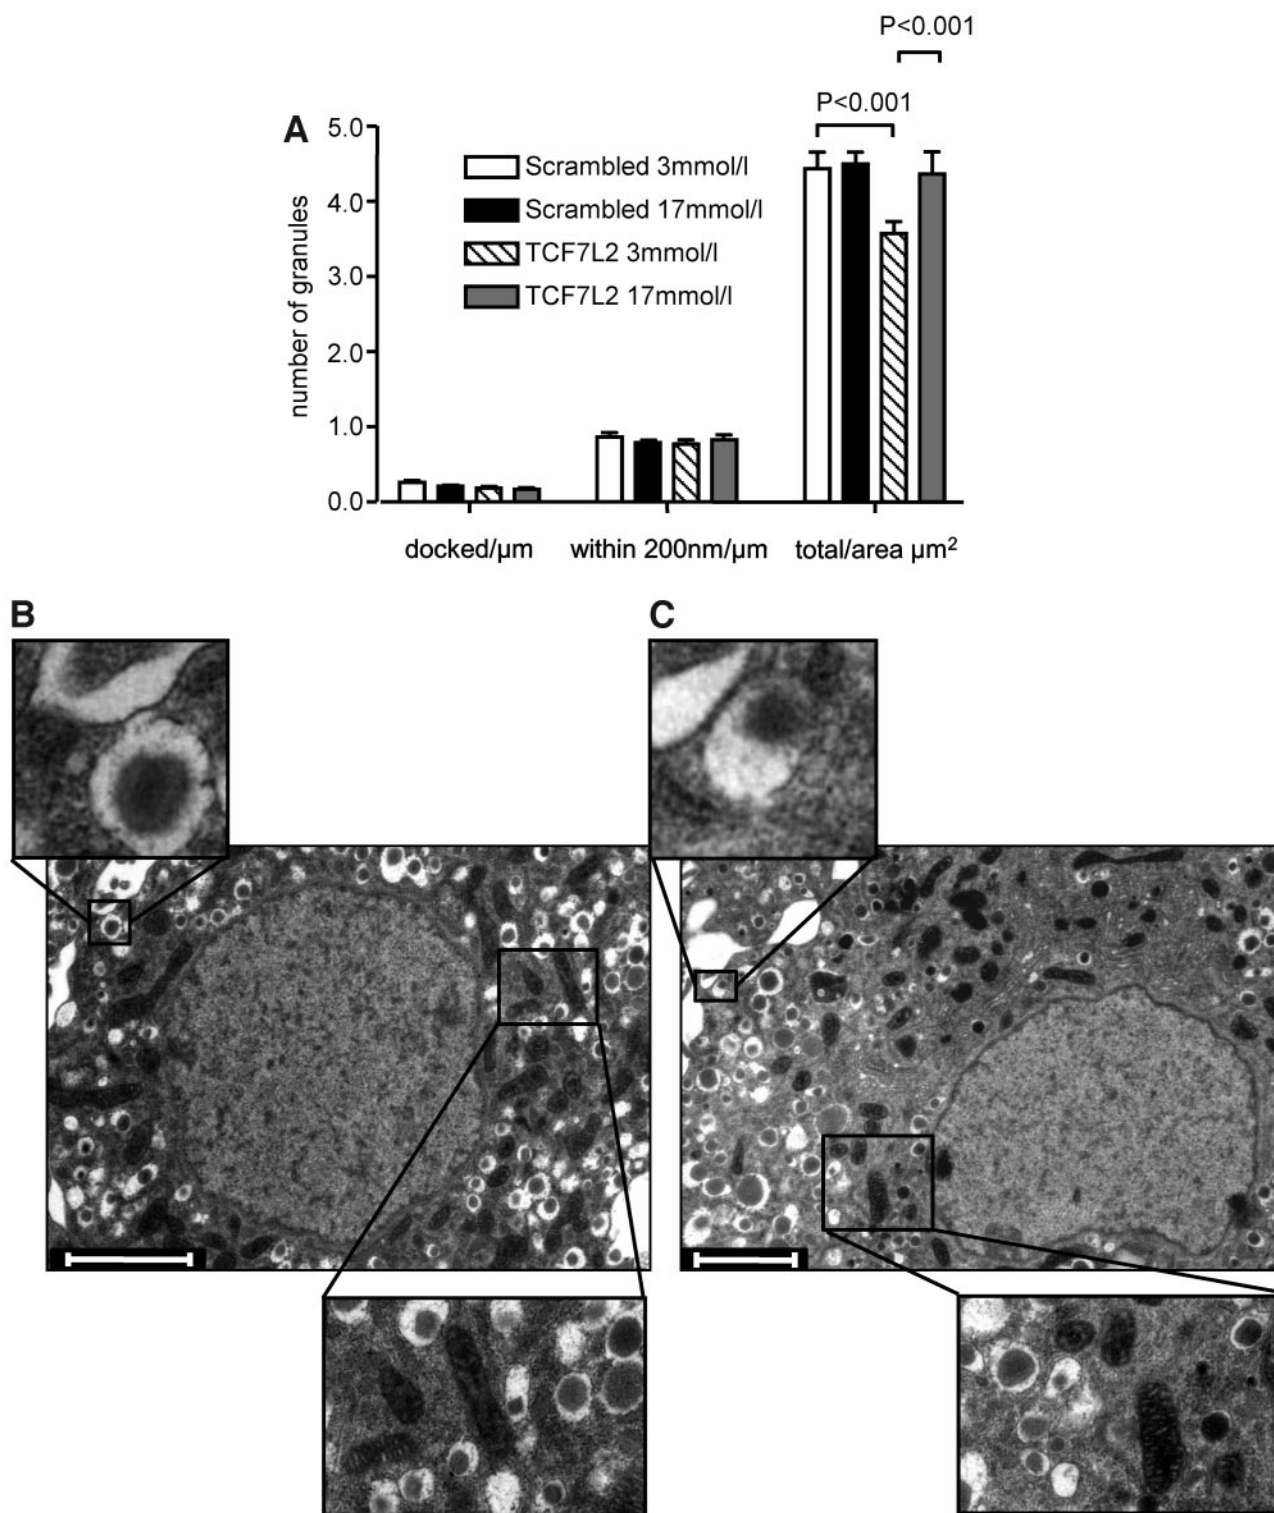 P<0.001
P<0.001
A
5.0
4.0
3.0
2.0
1.0
0.0
number of granules
Scrambled 3mmol/l
Scrambled 17mmol/l
TCF7L2 3mmol/l
TCF7L2 17mmol/l
docked/µm
within 200nm/µm
total/area µm²
B
C